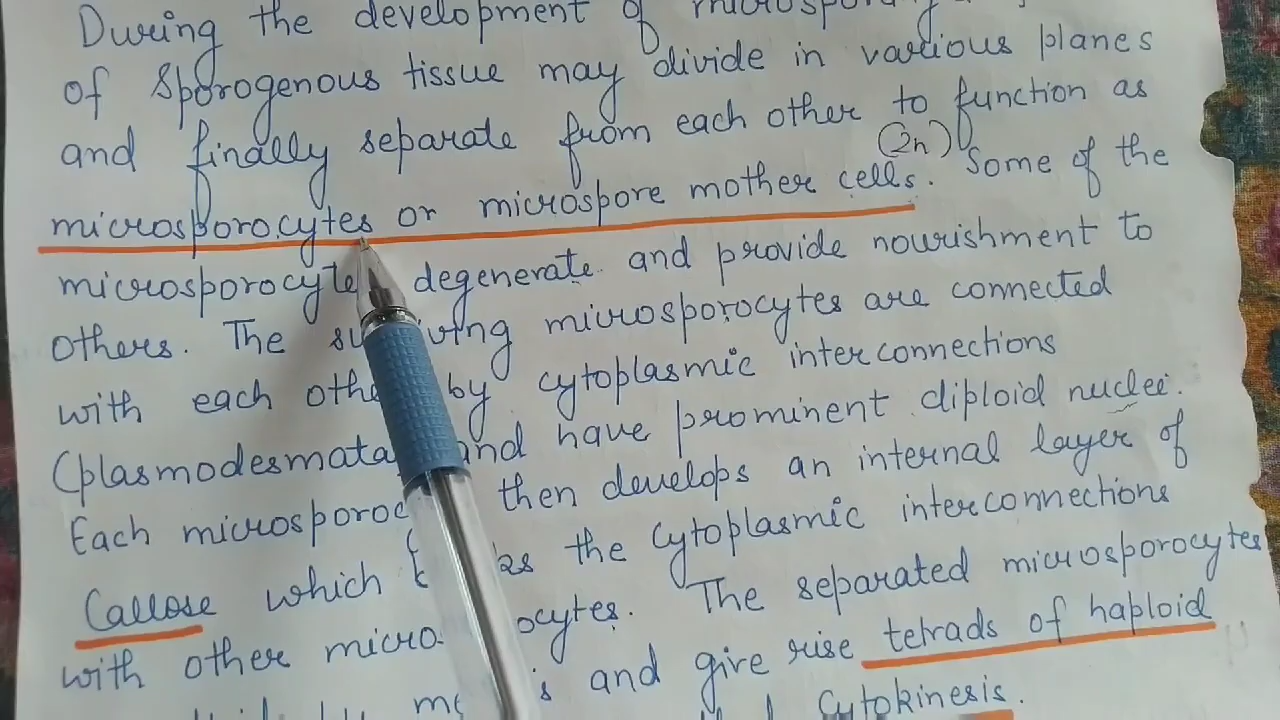 During the development of
of Sporogenous tissue may divide in various planes
and finally separate from each other to function as
(2n)
microsporocytes or microspore mother cells. Some of the
degenerate and provide nourishment to
others. The microsporocytes are connected
with each by cytoplasmic interconnections
(plasmodesmata and have prominent diploid nuclei.
Each then develops an internal layer of
Callose which the cytoplasmic interconnections
with other The separated microsporocytes
and give rise tetrads of haploid
Cytokinesis.